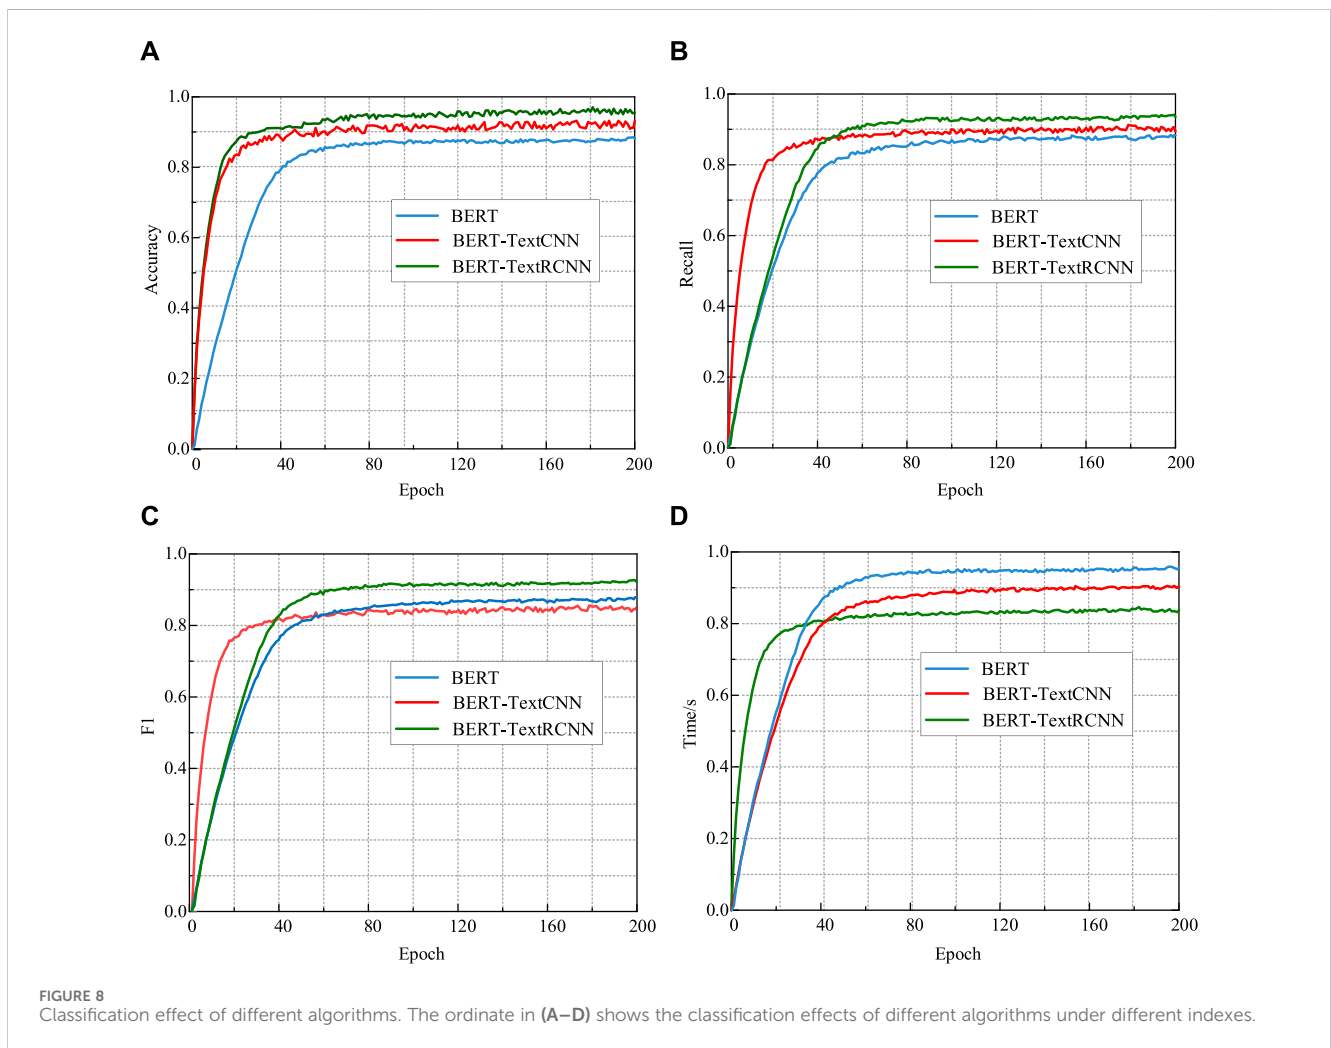 A
1.0
0.8
0.6
0.4
0.2
0.0
Accuracy
0
40
80
120
160
200
Epoch
BERT
BERT-TextCNN
BERT-TextRCNN
B
1.0
0.8
0.6
0.4
0.2
0.0
Recall
0
40
80
120
160
200
Epoch
BERT
BERT-TextCNN
BERT-TextRCNN
C
1.0
0.8
0.6
0.4
0.2
0.0
F1
0
40
80
120
160
200
Epoch
BERT
BERT-TextCNN
BERT-TextRCNN
D
1.0
0.8
0.6
0.4
0.2
0.0
Time/s
0
40
80
120
160
200
Epoch
BERT
BERT-TextCNN
BERT-TextRCNN
FIGURE 8
Classification effect of different algorithms. The ordinate in (A–D) shows the classification effects of different algorithms under different indexes.